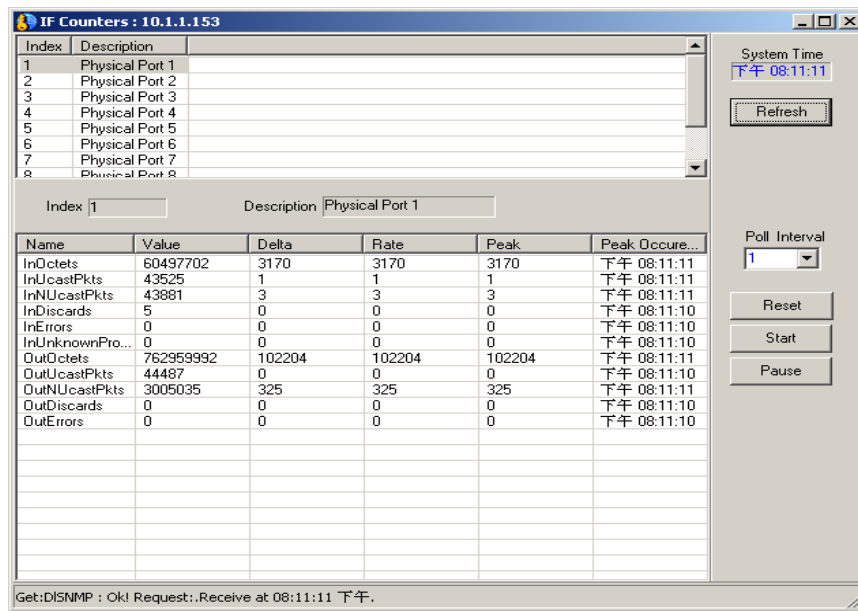 IF Counters : 10.1.1.153
Index Description
1 Physical Port 1
2 Physical Port 2
3 Physical Port 3
4 Physical Port 4
5 Physical Port 5
6 Physical Port 6
7 Physical Port 7
8 Physical Port 8
System Time
下午 08:11:11
Refresh
Index 1 Description Physical Port 1
Poll Interval
1
Reset
Start
Pause
Name Value Delta Rate Peak Peak Occure...
InOctets 60497702 3170 3170 3170 下午 08:11:11
InUcastPkts 43525 1 1 1 下午 08:11:11
InNUcastPkts 43881 3 3 3 下午 08:11:11
InDiscards 5 0 0 0 下午 08:11:10
InErrors 0 0 0 0 下午 08:11:10
InUnknownPro... 0 0 0 0 下午 08:11:10
OutOctets 762959992 102204 102204 102204 下午 08:11:11
OutUcastPkts 44487 0 0 0 下午 08:11:10
OutNUcastPkts 3005035 325 325 325 下午 08:11:11
OutDiscards 0 0 0 0 下午 08:11:10
OutErrors 0 0 0 0 下午 08:11:10
Get:DlSNMP : Ok! Request:.Receive at 08:11:11 下午.